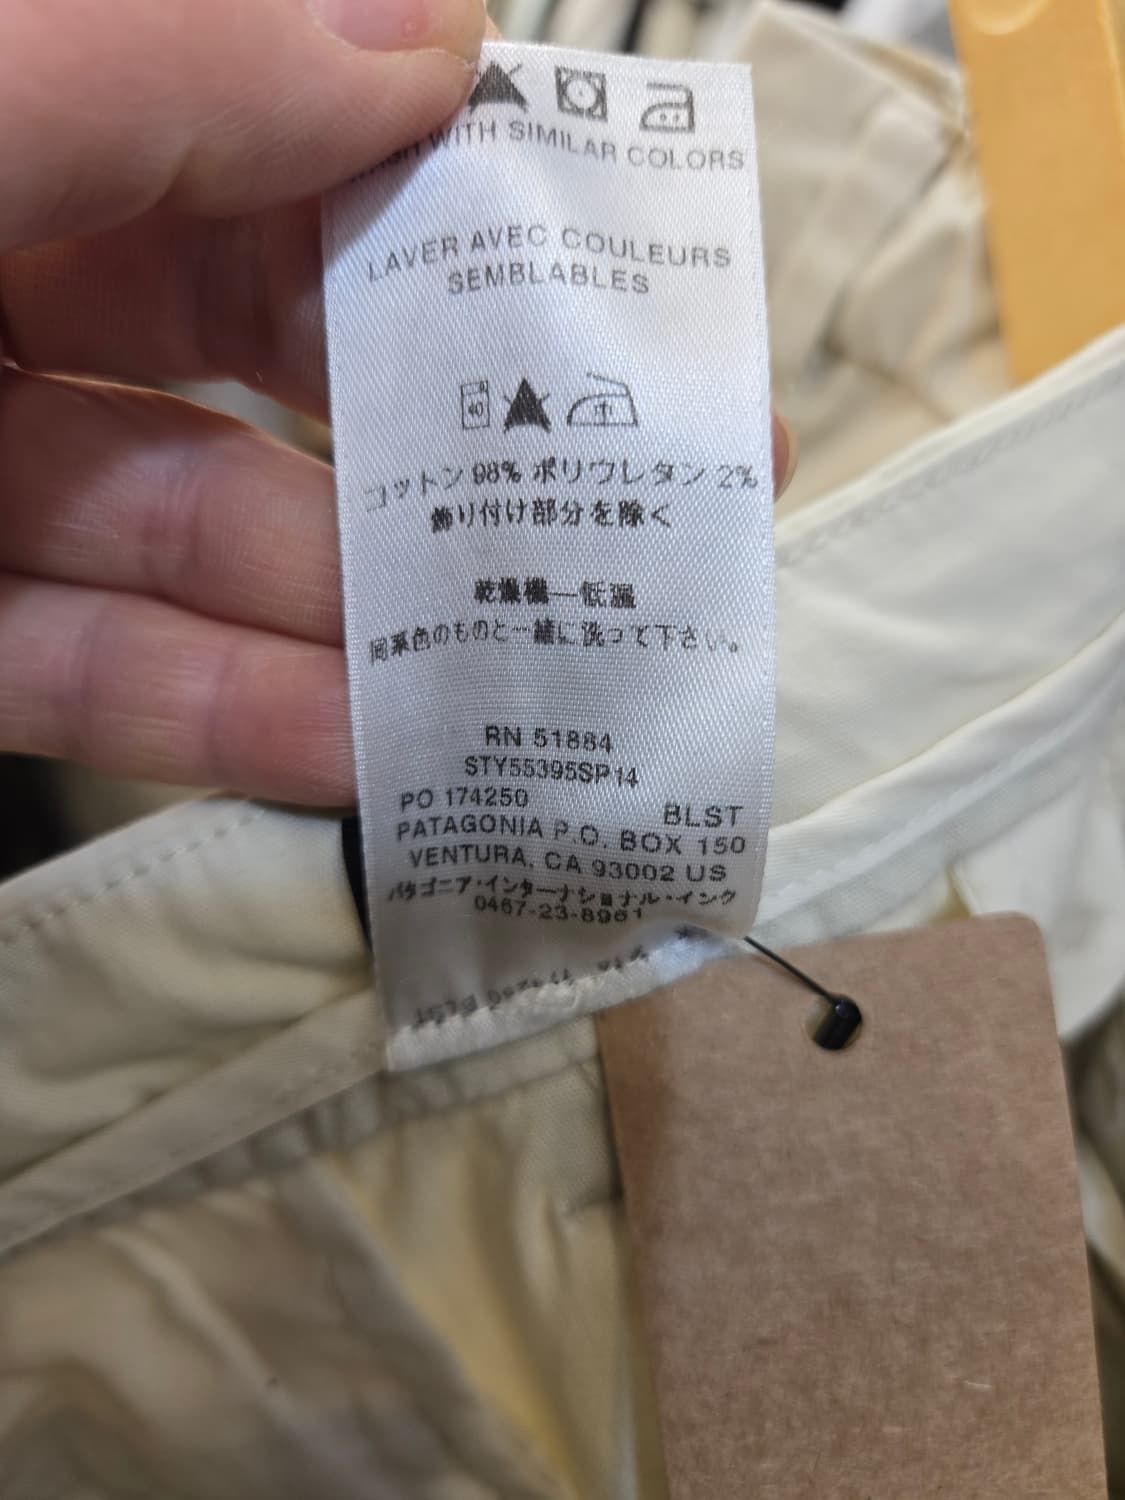 WASH WITH SIMILAR COLORS
LAVER AVEC COULEURS
SEMBLABLES
40
コットン 98% ポリウレタン 2%
飾り付け部分を除く
乾燥機—低温
同系色のものと一緒に洗って下さい。
RN 51884
STY55395SP14
PO 174250
BLST
PATAGONIA P.O. BOX 150
VENTURA, CA 93002 US
パタゴニア・インターナショナル・インク
0467-23-8961